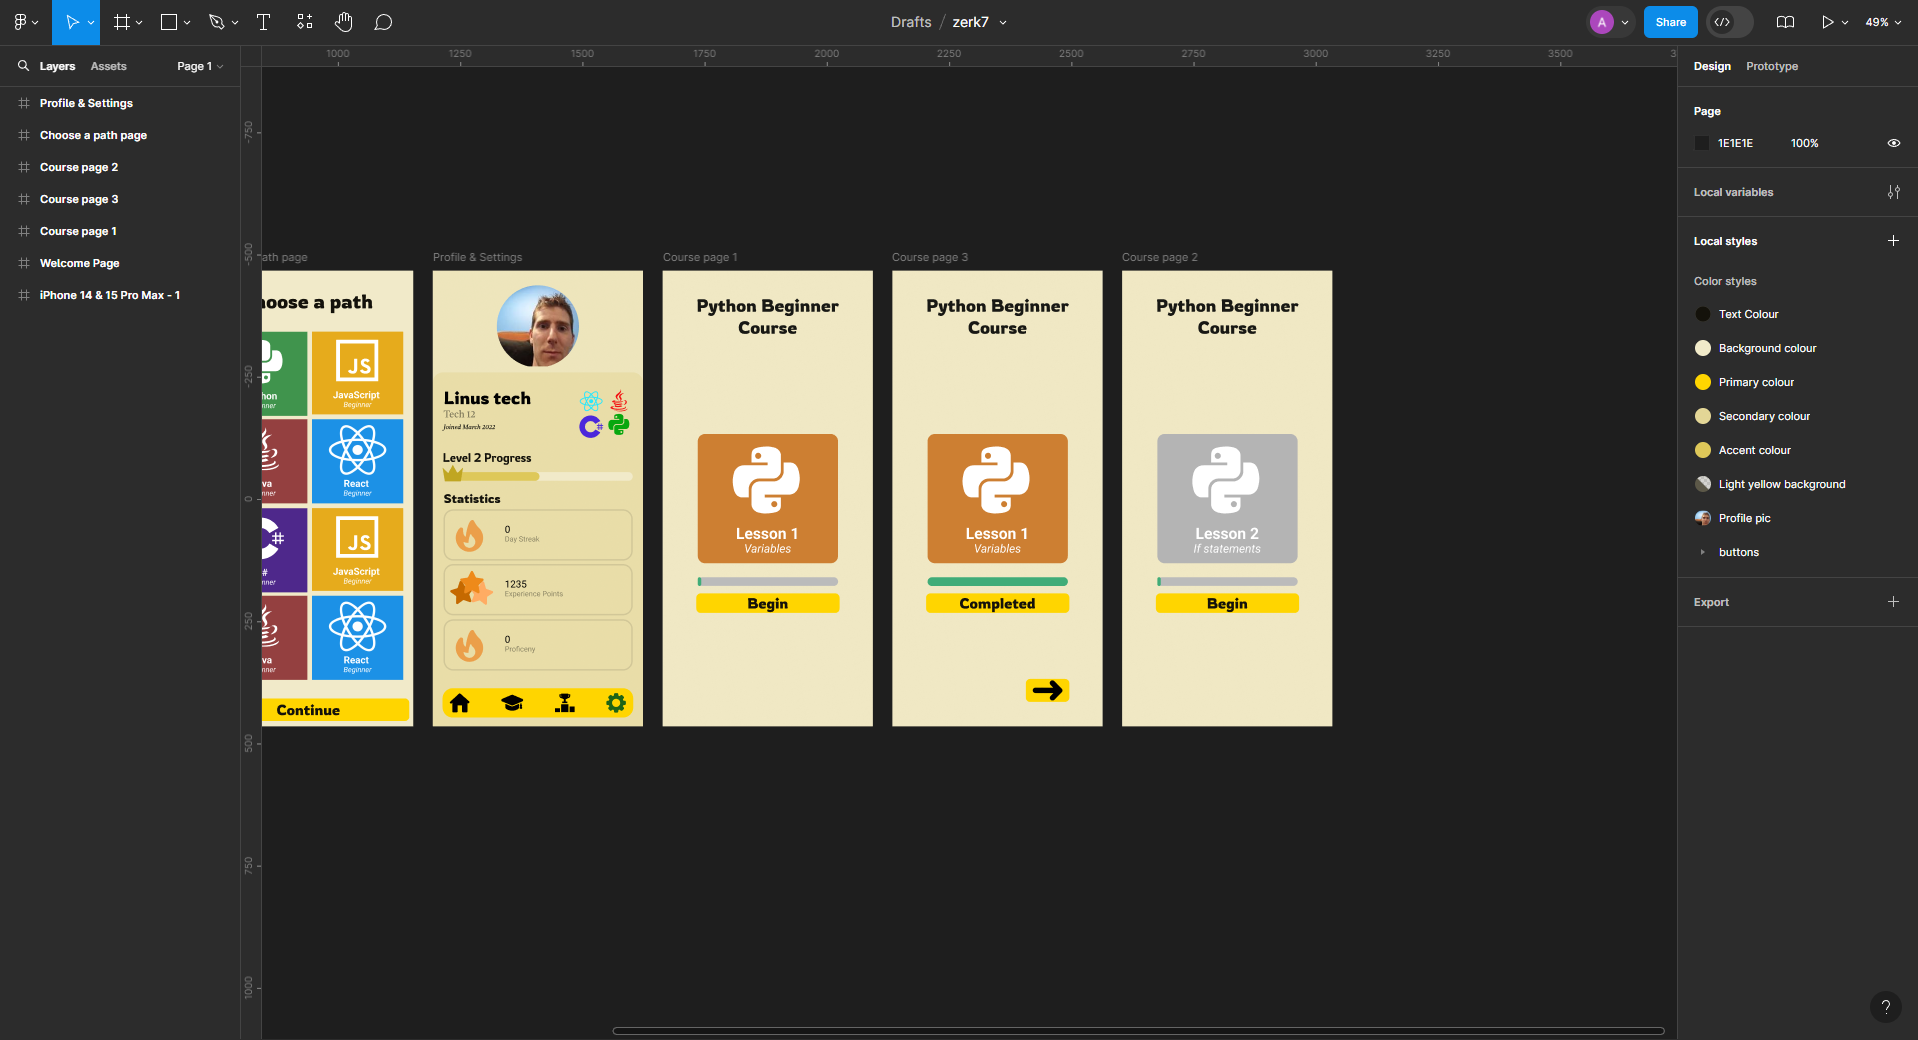 Drafts / zerk7
A
Share
49%
Layers
Assets
Page 1
Profile & Settings
Choose a path page
Course page 2
Course page 3
Course page 1
Welcome Page
iPhone 14 & 15 Pro Max - 1
1000
1250
1500
1750
2000
2250
2500
2750
3000
3250
3500
-750
-500
-250
0
250
500
750
1000
ath page
hoose a path
hon
nner
JS
JavaScript
Beginner
va
nner
React
Beginner
#
nner
JS
JavaScript
Beginner
va
nner
React
Beginner
Continue
Profile & Settings
Linus tech
Tech 12
Joined March 2022
Level 2 Progress
Statistics
0
Day Streak
1235
Experience Points
0
Proficeny
Course page 1
Python Beginner
Course
Lesson 1
Variables
Begin
Course page 3
Python Beginner
Course
Lesson 1
Variables
Completed
Course page 2
Python Beginner
Course
Lesson 2
If statements
Begin
Design
Prototype
Page
1E1E1E
100%
Local variables
Local styles
Color styles
Text Colour
Background colour
Primary colour
Secondary colour
Accent colour
Light yellow background
Profile pic
buttons
Export
?